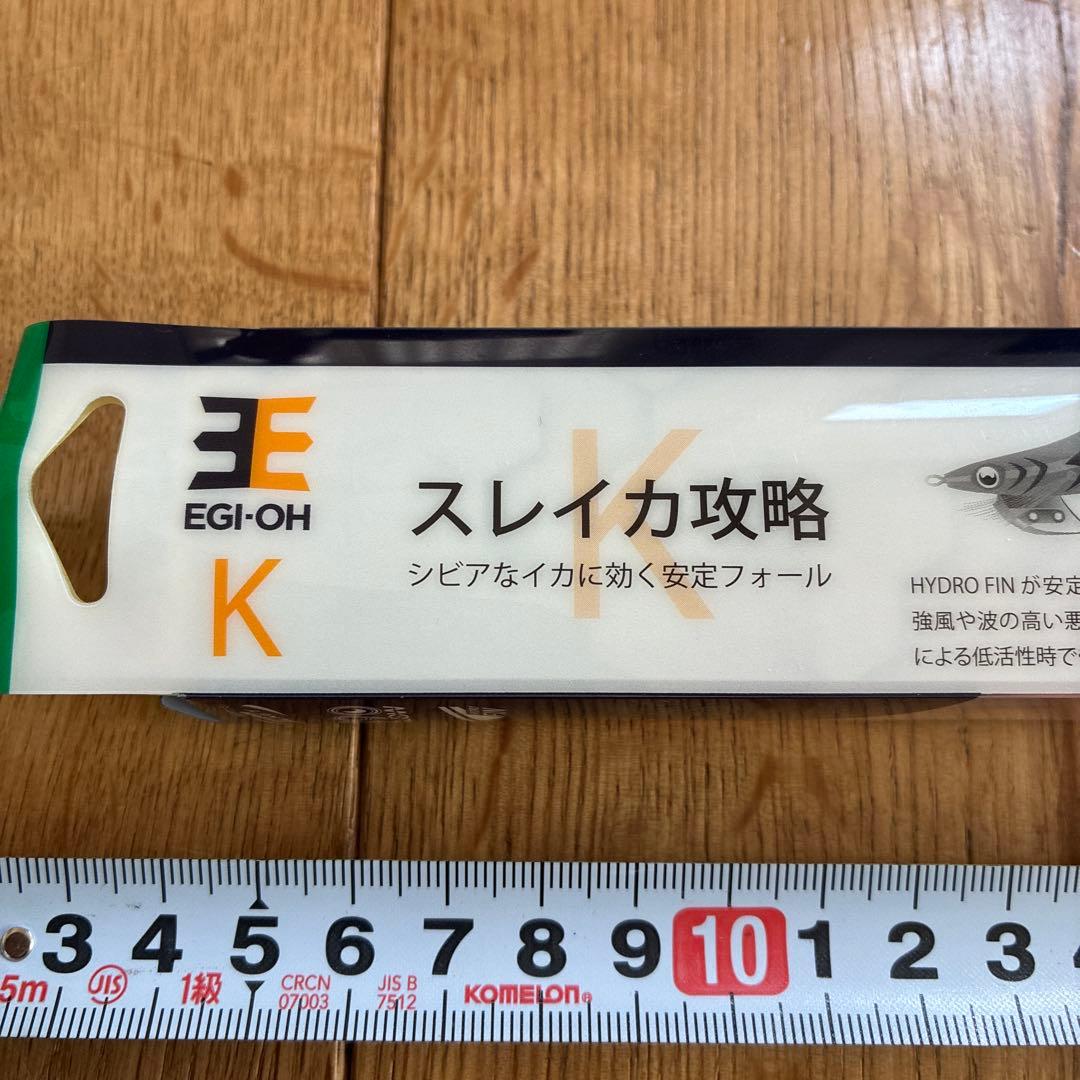 EGI-OH
K
K
スレイカ攻略
シビアなイカに効く安定フォール
HYDRO FIN が安定
強風や波の高い悪
による低活性時で
3 4 5 6 7 8 9 10 1 2 3
5m JIS 1級 CRCN 07003 JIS B 7512 KOMELON®